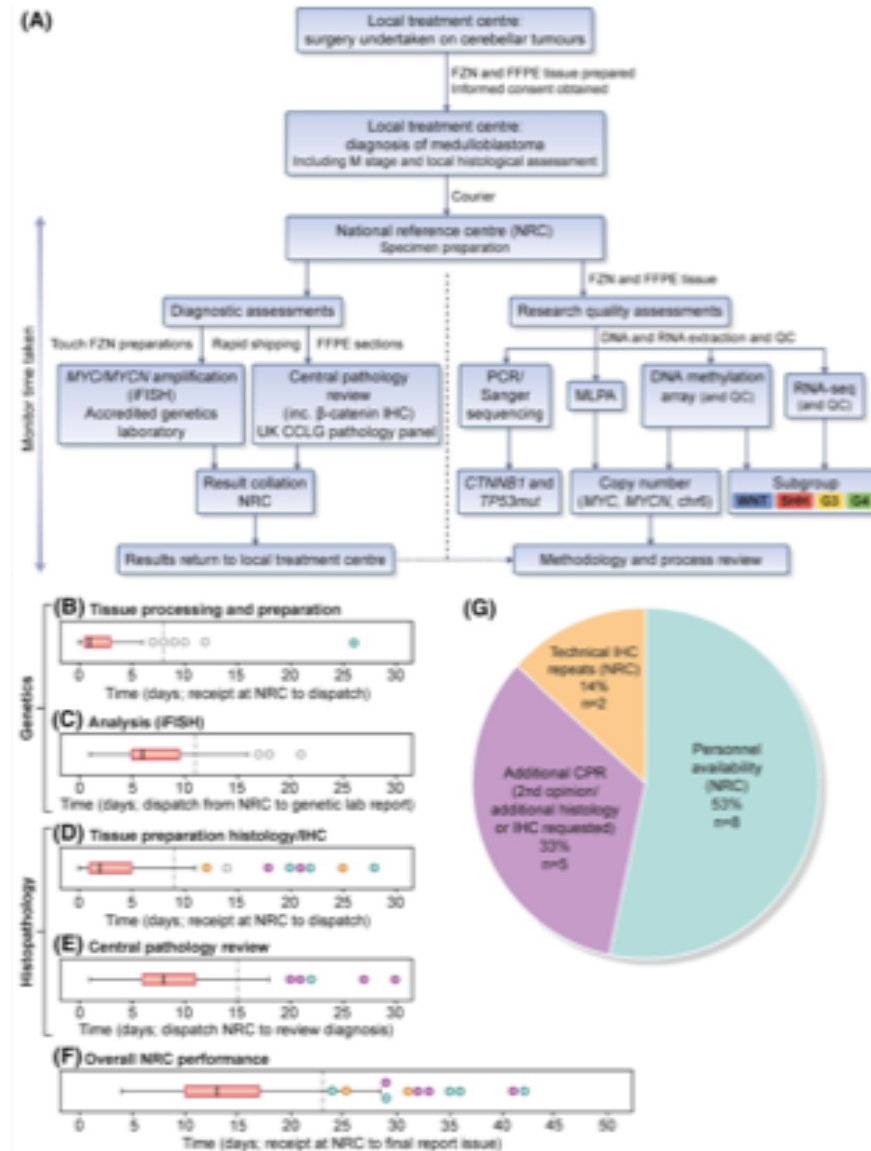 (A)
Local treatment centre:
surgery undertaken on cerebellar tumours
FZN and FFPE tissue prepared
Informed consent obtained
Local treatment centre:
diagnosis of medulloblastoma
Including M stage and local histological assessment
Courier
National reference centre (NRC)
Specimen preparation
FZN and FFPE tissue
Monitor time taken
Diagnostic assessments
Research quality assessments
Touch FZN preparations
Rapid shipping
FFPE sections
DNA and RNA extraction and QC
MYC/MYCN amplification
(iFISH)
Accredited genetics
laboratory
Central pathology
review
(inc. β-catenin IHC)
UK CCLG pathology panel
PCR/
Sanger
sequencing
MLPA
DNA methylation
array (and QC)
RNA-seq
(and QC)
Result collation
NRC
CTNNB1 and
TP53mut
Copy number
(MYC, MYCN, chr6)
Subgroup
WNT SHH G3 G4
Results return to local treatment centre
Methodology and process review
Genetics
(B) Tissue processing and preparation
0 5 10 15 20 25 30
Time (days; receipt at NRC to dispatch)
(C) Analysis (iFISH)
0 5 10 15 20 25 30
Time (days; dispatch from NRC to genetic lab report)
Histopathology
(D) Tissue preparation histology/IHC
0 5 10 15 20 25 30
Time (days; receipt at NRC to dispatch)
(E) Central pathology review
0 5 10 15 20 25 30
Time (days; dispatch NRC to review diagnosis)
(F) Overall NRC performance
0 5 10 15 20 25 30 35 40 45 50
Time (days; receipt at NRC to final report issue)
(G)
Technical IHC
repeats (NRC)
14%
n=2
Additional CPR
(2nd opinion/
additional histology
or IHC requested)
33%
n=5
Personnel
availability
(NRC)
53%
n=8